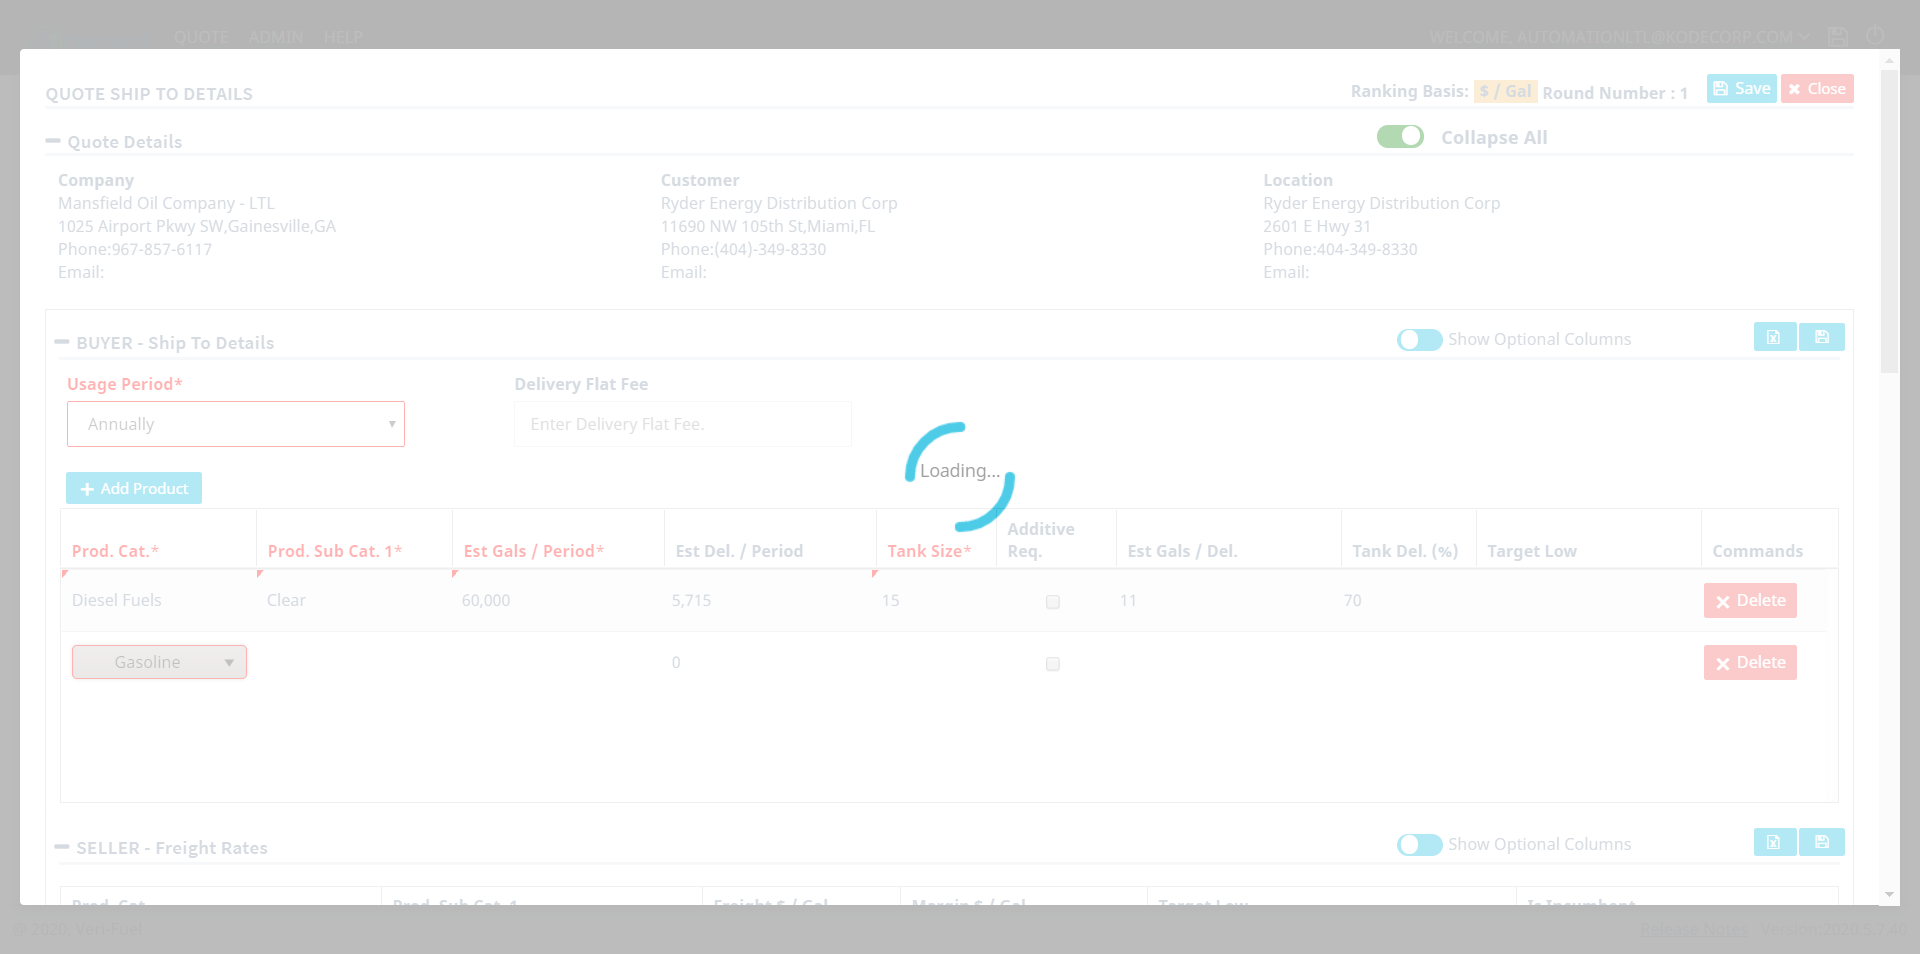 QUOTE ADMIN HELP WELCOME, AUTOMATIONLTL@KODECORP.COM
QUOTE SHIP TO DETAILS Ranking Basis: $ / Gal Round Number : 1 Save Close
Quote Details Collapse All
Company Customer Location
Mansfield Oil Company - LTL Ryder Energy Distribution Corp Ryder Energy Distribution Corp
1025 Airport Pkwy SW,Gainesville,GA 11690 NW 105th St,Miami,FL 2601 E Hwy 31
Phone:967-857-6117 Phone:(404)-349-8330 Phone:404-349-8330
Email: Email: Email:
BUYER - Ship To Details Show Optional Columns
Usage Period* Delivery Flat Fee
Annually Enter Delivery Flat Fee.
Loading...
Add Product
Prod. Cat.* Prod. Sub Cat. 1* Est Gals / Period* Est Del. / Period Tank Size* Additive Req. Est Gals / Del. Tank Del. (%) Target Low Commands
Diesel Fuels Clear 60,000 5,715 15 11 70 Delete
Gasoline 0 Delete
SELLER - Freight Rates Show Optional Columns
Prod. Cat. Prod. Sub Cat. 1 Freight $ / Gal Margin $ / Gal Target Low Is Incumbent
© 2020, Veri-Fuel Release Notes